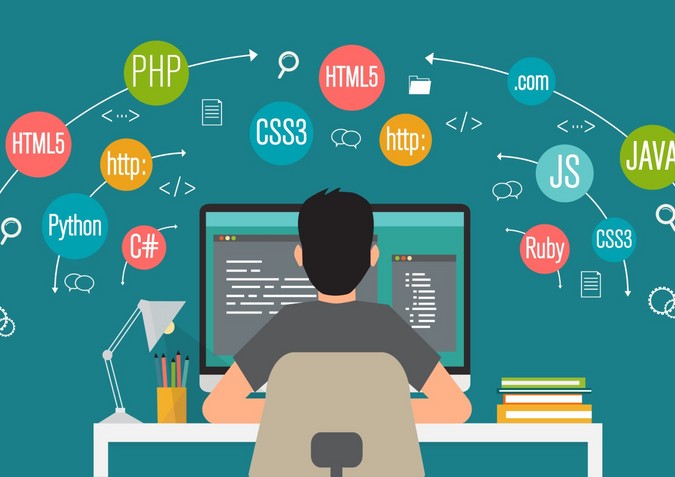 PHP
HTML5
.com
HTML5
http:
CSS3
http:
JS
JAVA
Python
C#
Ruby
CSS3